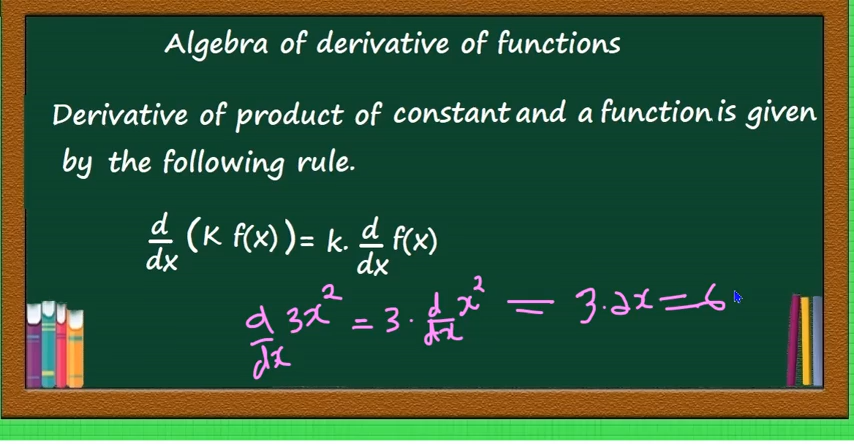 Algebra of derivative of functions
Derivative of product of constant and a function is given
by the following rule.
d/dx (K f(x)) = k. d/dx f(x)
d/dx 3x² = 3 · d/dx x² = 3·2x = 6